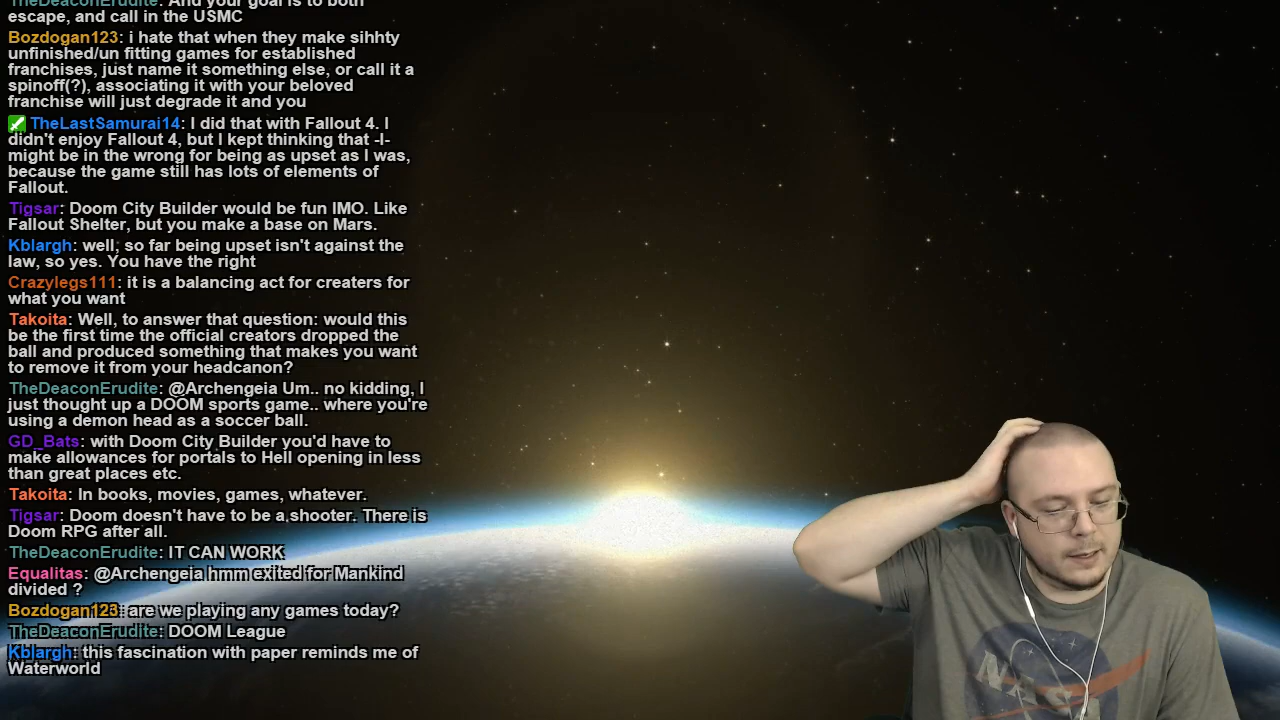 TheDeaconErudite: And your goal is to both
escape, and call in the USMC
Bozdogan123: i hate that when they make sihhty
unfinished/un fitting games for established
franchises, just name it something else, or call it a
spinoff(?), associating it with your beloved
franchise will just degrade it and you
TheLastSamurai14: I did that with Fallout 4. I
didn't enjoy Fallout 4, but I kept thinking that -I-
might be in the wrong for being as upset as I was,
because the game still has lots of elements of
Fallout.
Tigsar: Doom City Builder would be fun IMO. Like
Fallout Shelter, but you make a base on Mars.
Kblargh: well, so far being upset isn't against the
law, so yes. You have the right
Crazylegs111: it is a balancing act for creaters for
what you want
Takoita: Well, to answer that question: would this
be the first time the official creators dropped the
ball and produced something that makes you want
to remove it from your headcanon?
TheDeaconErudite: @Archengeia Um.. no kidding, I
just thought up a DOOM sports game.. where you're
using a demon head as a soccer ball.
GD_Bats: with Doom City Builder you'd have to
make allowances for portals to Hell opening in less
than great places etc.
Takoita: In books, movies, games, whatever.
Tigsar: Doom doesn't have to be a shooter. There is
Doom RPG after all.
TheDeaconErudite: IT CAN WORK
Equalitas: @Archengeia hmm exited for Mankind
divided ?
Bozdogan123: are we playing any games today?
TheDeaconErudite: DOOM League
Kblargh: this fascination with paper reminds me of
Waterworld
NASA